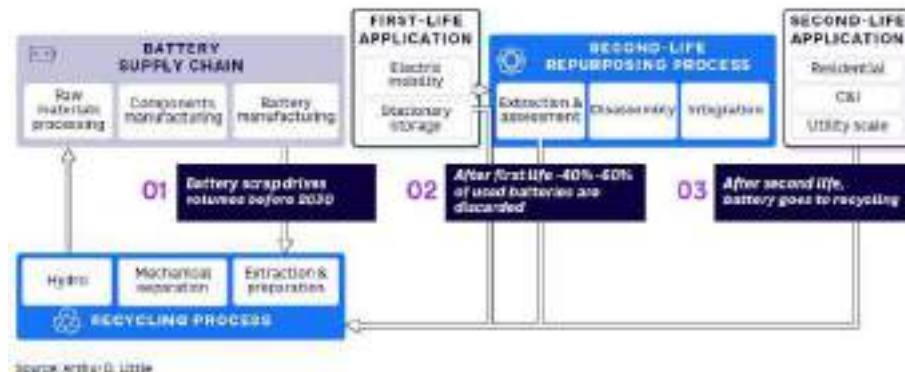 BATTERY
SUPPLY CHAIN
Raw
materials
processing
Components
manufacturing
Battery
manufacturing
FIRST-LIFE
APPLICATION
Electric
mobility
Stationary
storage
SECOND-LIFE
REPURPOSING PROCESS
Extraction &
assessment
Disassembly
Integration
SECOND-LIFE
APPLICATION
Residential
C&I
Utility scale
01
Battery scrap drives
volumes before 2030
02
After first life ~40%-60%
of used batteries are
discarded
03
After second life,
battery goes to recycling
Hydro
Mechanical
separation
Extraction &
preparation
RECYCLING PROCESS
Source: Arthur D. Little